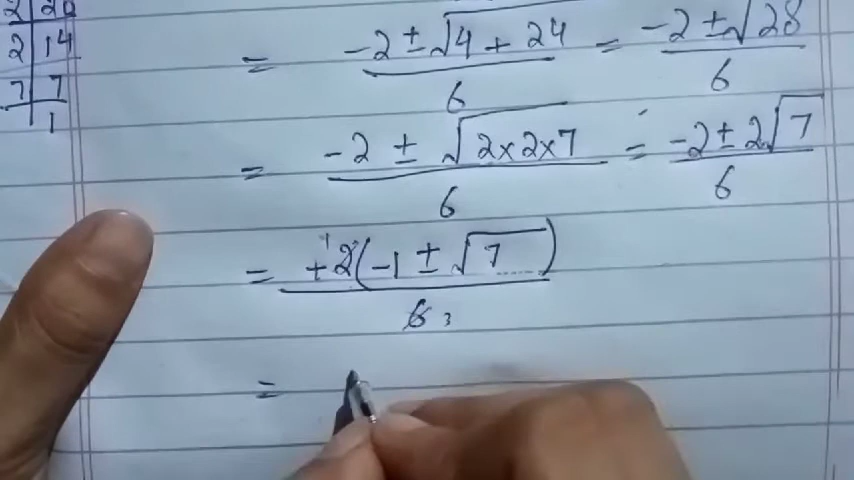 2 | 28
2 | 14
7 | 7
1
= -2 ± √4 + 24 / 6 = -2 ± √28 / 6
= -2 ± √2×2×7 / 6 = -2 ± 2√7 / 6
= +2(-1 ± √7) / 6 3
=